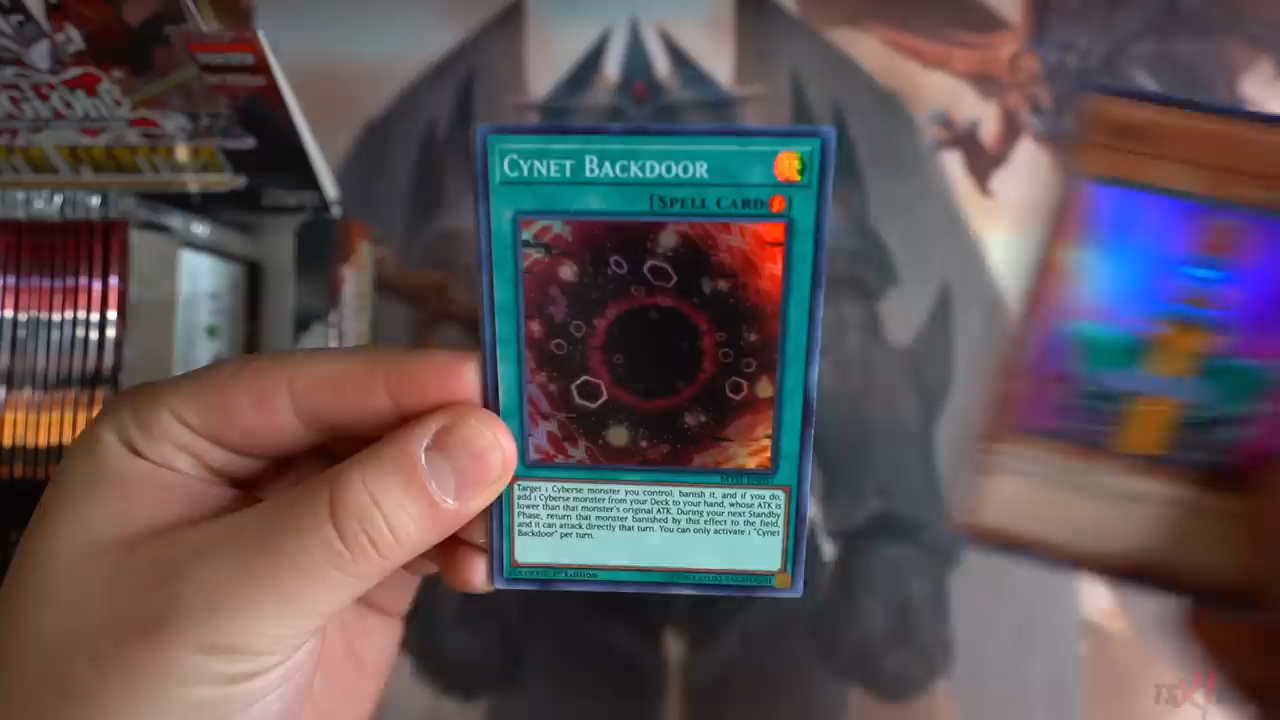 CYNET BACKDOOR
[SPELL CARD
Target 1 Cyberse monster you control; banish it, and if you do,
add 1 Cyberse monster from your Deck to your hand, whose ATK is
lower than that monster's original ATK. During your next Standby
Phase, return that monster banished by this effect to the field,
and it can attack directly that turn. You can only activate 1 "Cynet
Backdoor" per turn.
1st Edition
KAZUKI TAKAHASHI